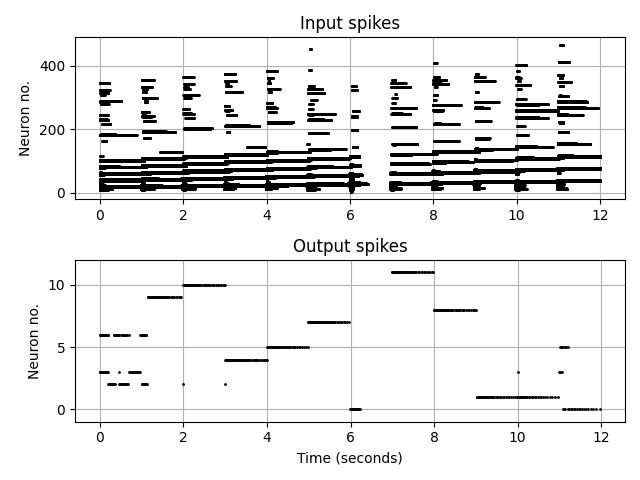 Input spikes
Neuron no.
400
200
0
0 2 4 6 8 10 12
Output spikes
Neuron no.
10
5
0
0 2 4 6 8 10 12
Time (seconds)